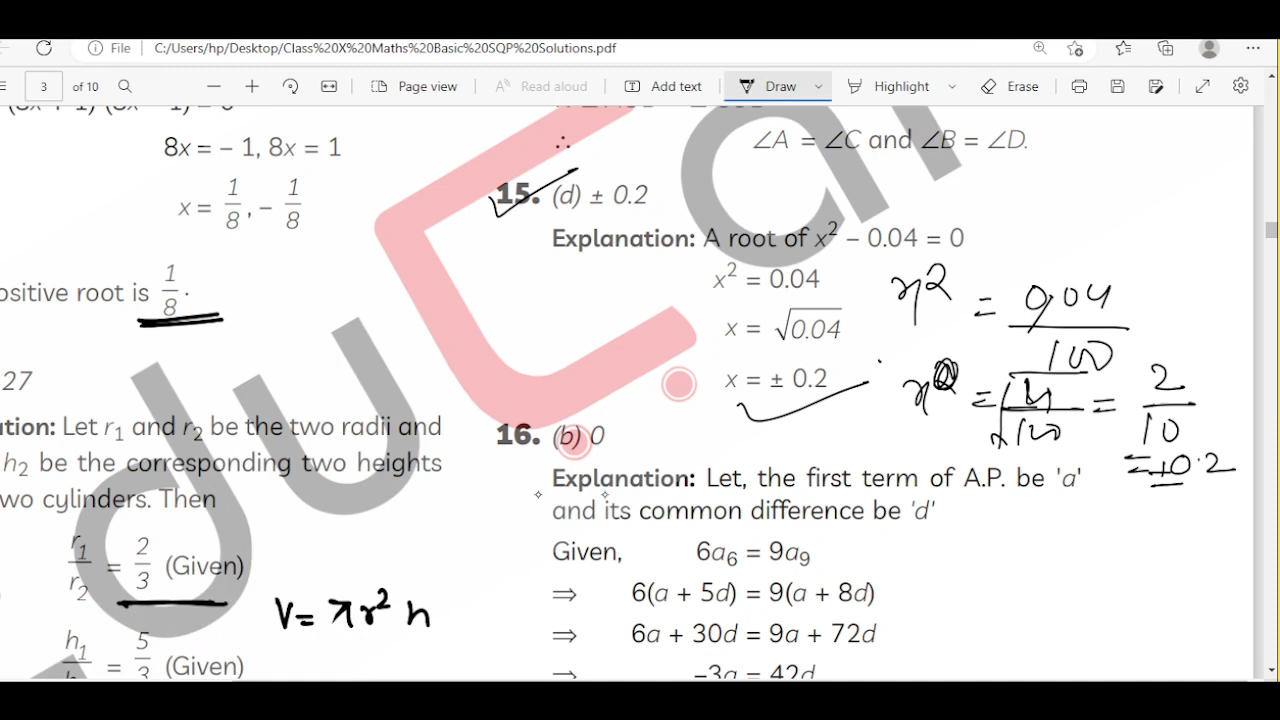 File
C:/Users/hp/Desktop/Class%20X%20Maths%20Basic%20SQP%20Solutions.pdf
3 of 10
Page view
Read aloud
Add text
Draw
Highlight
Erase
8x = – 1, 8x = 1
x = 1/8, – 1/8
ositive root is 1/8.
27
ation: Let r₁ and r₂ be the two radii and
h₂ be the corresponding two heights
wo cylinders. Then
r₁/r₂ = 2/3 (Given)
V = πr² h
h₁ = 5/3 (Given)
∴ ∠A = ∠C and ∠B = ∠D.
15. (d) ± 0.2
Explanation: A root of x² – 0.04 = 0
x² = 0.04
x = √0.04
x = ± 0.2
x² = 0.04/100
= 2/10
= ±0.2
16. (b) 0
Explanation: Let, the first term of A.P. be 'a'
and its common difference be 'd'
Given, 6a₆ = 9a₉
⇒ 6(a + 5d) = 9(a + 8d)
⇒ 6a + 30d = 9a + 72d
⇒ –3a = 42d